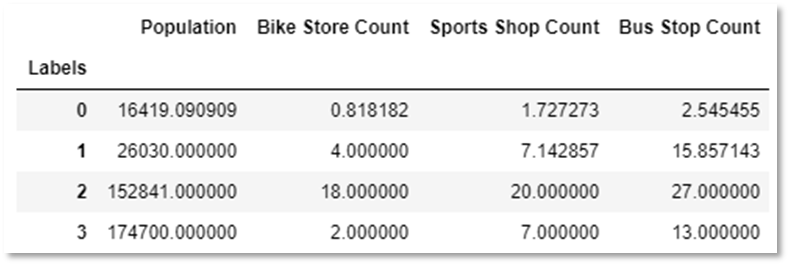 Population Bike Store Count Sports Shop Count Bus Stop Count
Labels
0 16419.090909 0.818182 1.727273 2.545455
1 26030.000000 4.000000 7.142857 15.857143
2 152841.000000 18.000000 20.000000 27.000000
3 174700.000000 2.000000 7.000000 13.000000